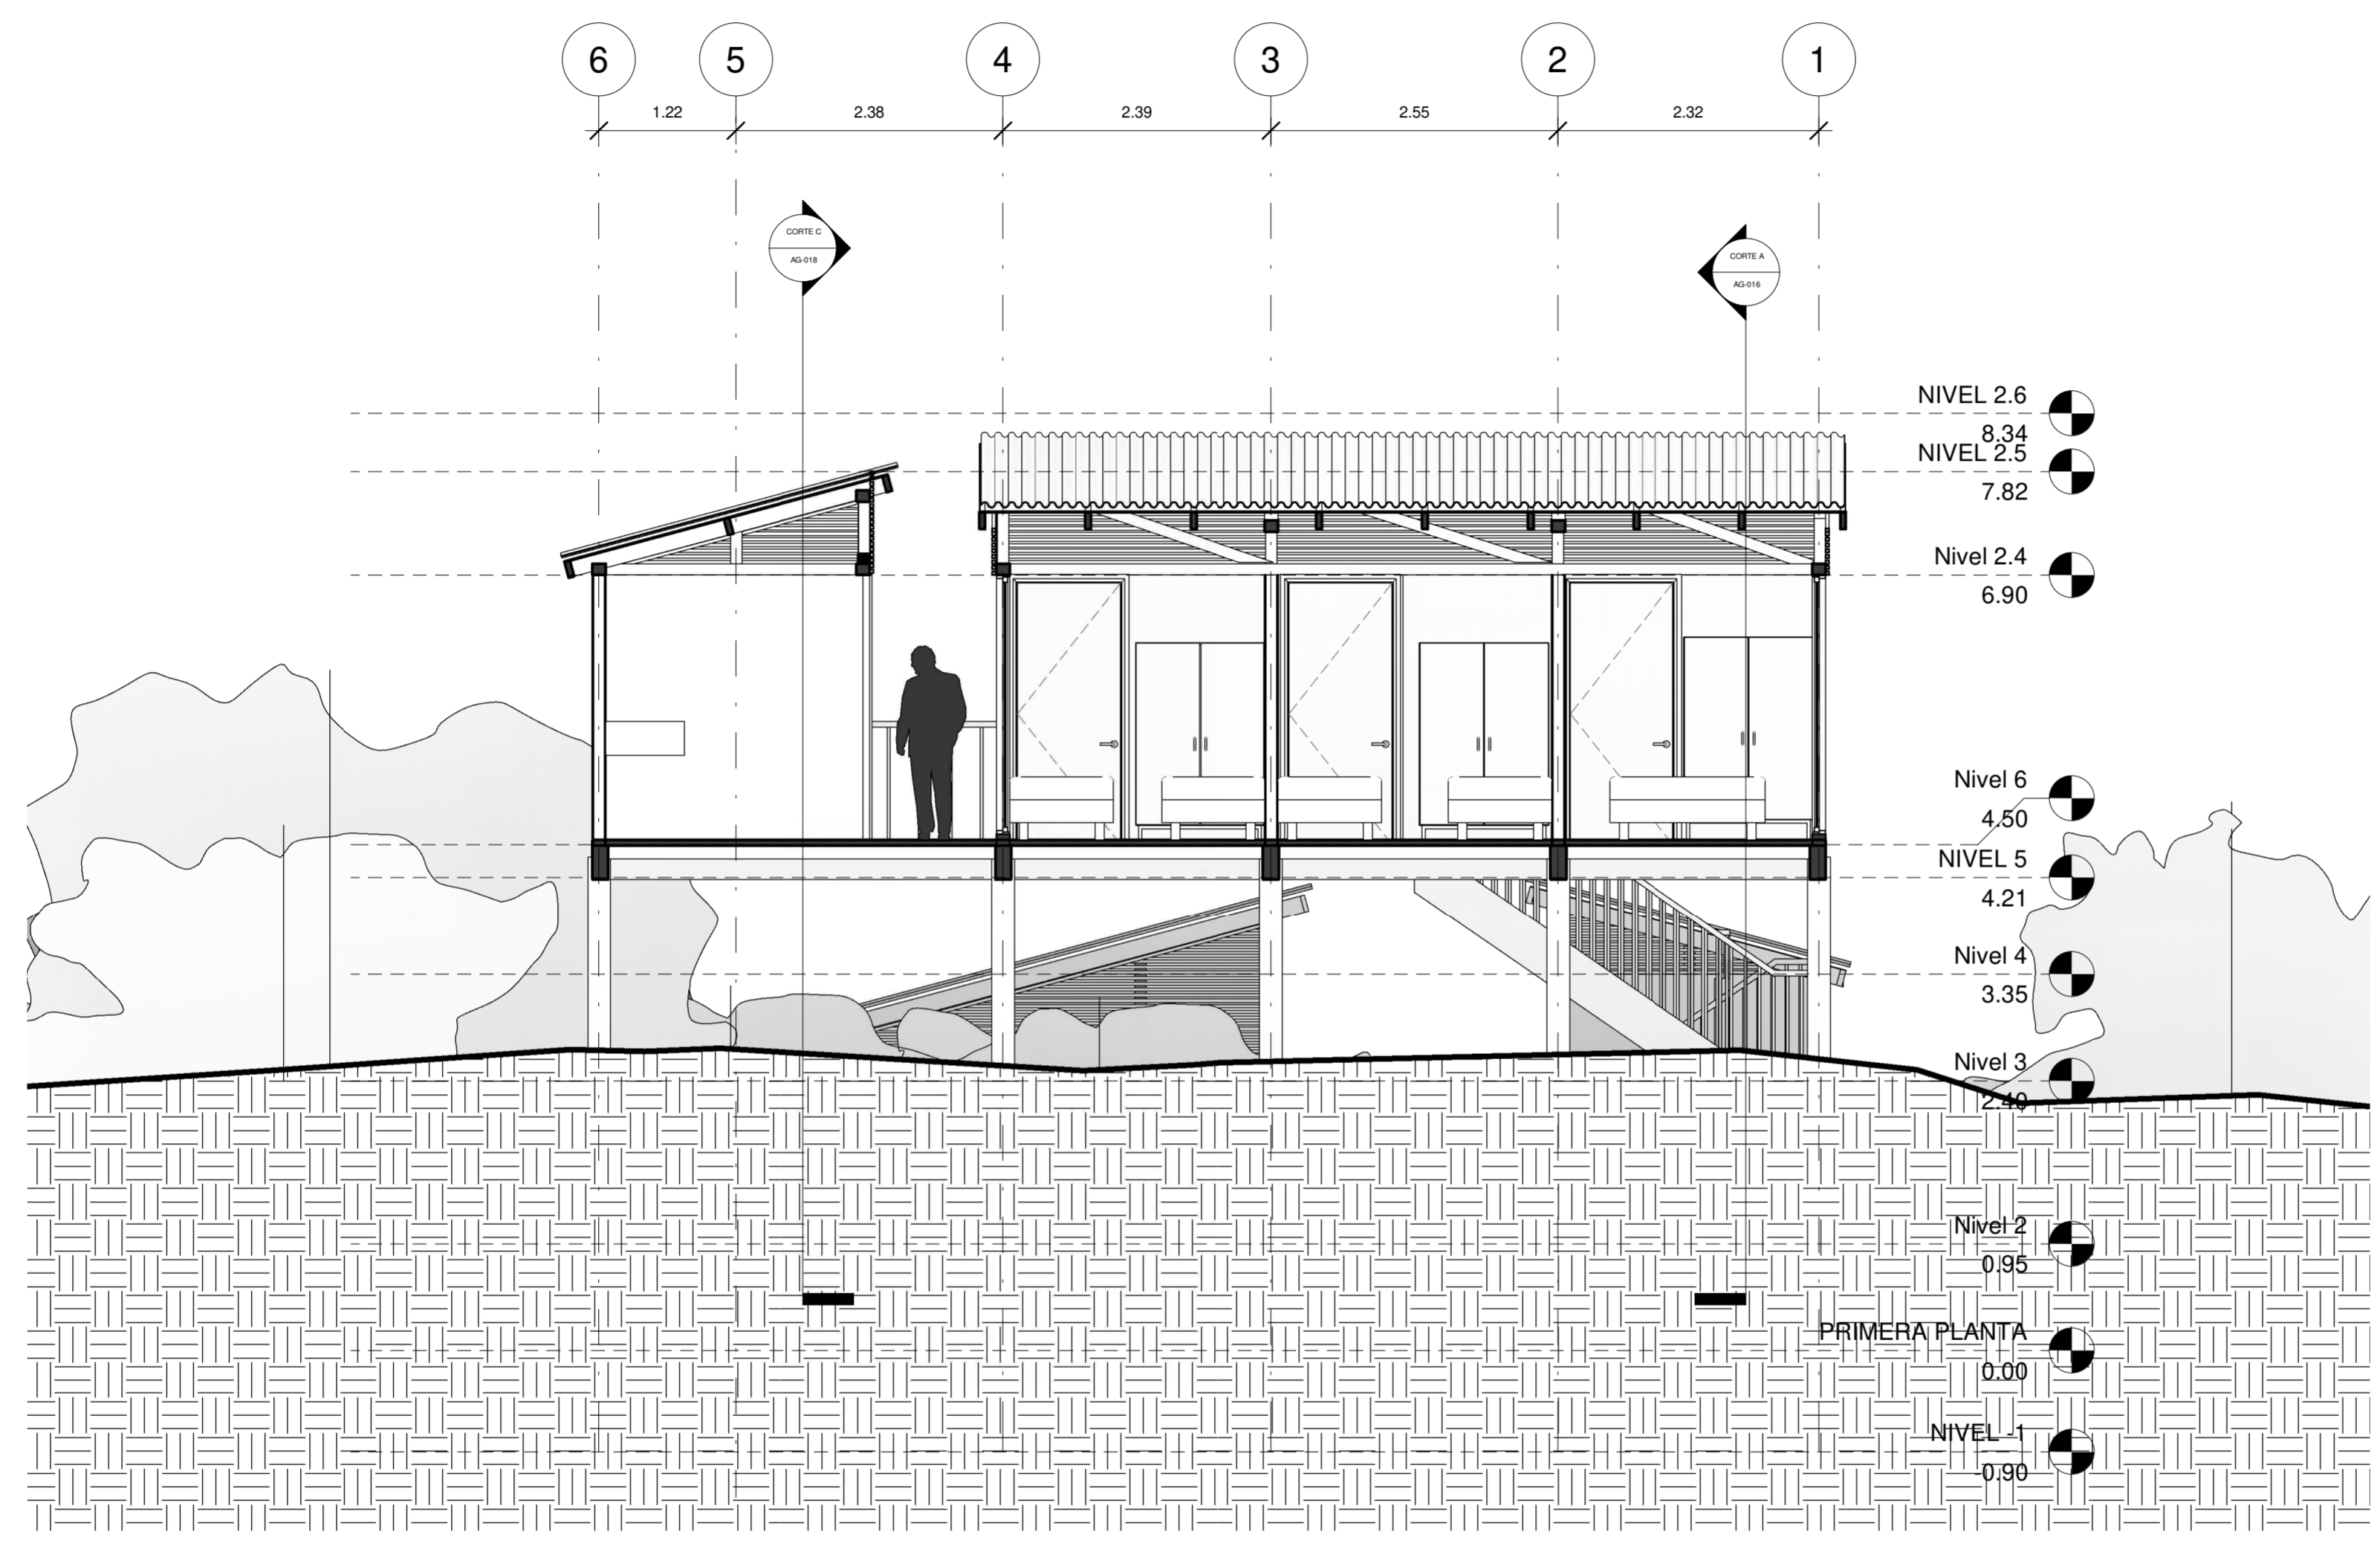 6 5 4 3 2 1
1.22 2.38 2.39 2.55 2.32
CORTE C
AG-018
CORTE A
AG-016
NIVEL 2.6
8.34
NIVEL 2.5
7.82
Nivel 2.4
6.90
Nivel 6
4.50
NIVEL 5
4.21
Nivel 4
3.35
Nivel 3
2.40
Nivel 2
0.95
PRIMERA PLANTA
0.00
NIVEL -1
-0.90